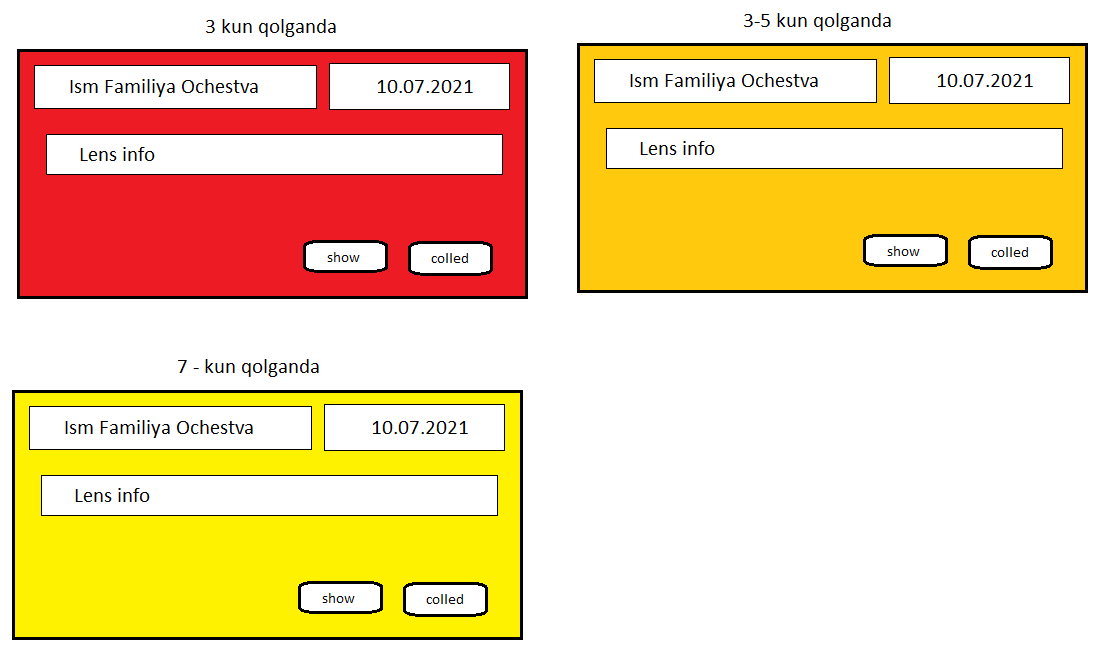 3 kun qolganda
Ism Familiya Ochestva 10.07.2021
Lens info
show colled
3-5 kun qolganda
Ism Familiya Ochestva 10.07.2021
Lens info
show colled
7 - kun qolganda
Ism Familiya Ochestva 10.07.2021
Lens info
show colled